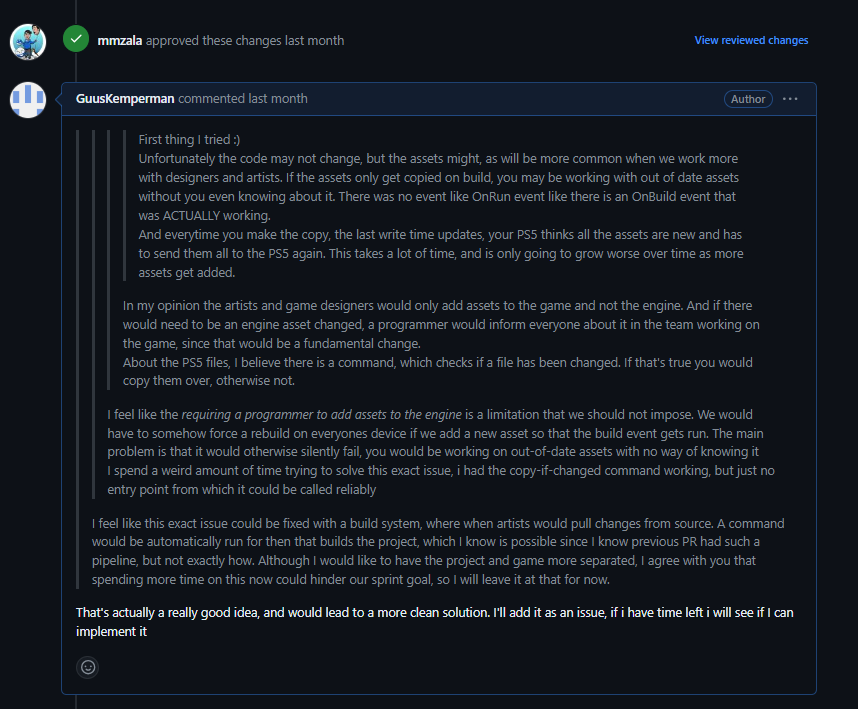 mmzala approved these changes last month
View reviewed changes
GuusKemperman commented last month
Author
First thing I tried :)
Unfortunately the code may not change, but the assets might, as will be more common when we work more
with designers and artists. If the assets only get copied on build, you may be working with out of date assets
without you even knowing about it. There was no event like OnRun event like there is an OnBuild event that
was ACTUALLY working.
And everytime you make the copy, the last write time updates, your PS5 thinks all the assets are new and has
to send them all to the PS5 again. This takes a lot of time, and is only going to grow worse over time as more
assets get added.
In my opinion the artists and game designers would only add assets to the game and not the engine. And if there
would need to be an engine asset changed, a programmer would inform everyone about it in the team working on
the game, since that would be a fundamental change.
About the PS5 files, I believe there is a command, which checks if a file has been changed. If that's true you would
copy them over, otherwise not.
I feel like the requiring a programmer to add assets to the engine is a limitation that we should not impose. We would
have to somehow force a rebuild on everyones device if we add a new asset so that the build event gets run. The main
problem is that it would otherwise silently fail, you would be working on out-of-date assets with no way of knowing it
I spend a weird amount of time trying to solve this exact issue, i had the copy-if-changed command working, but just no
entry point from which it could be called reliably
I feel like this exact issue could be fixed with a build system, where when artists would pull changes from source. A command
would be automatically run for then that builds the project, which I know is possible since I know previous PR had such a
pipeline, but not exactly how. Although I would like to have the project and game more separated, I agree with you that
spending more time on this now could hinder our sprint goal, so I will leave it at that for now.
That's actually a really good idea, and would lead to a more clean solution. I'll add it as an issue, if i have time left i will see if I can
implement it